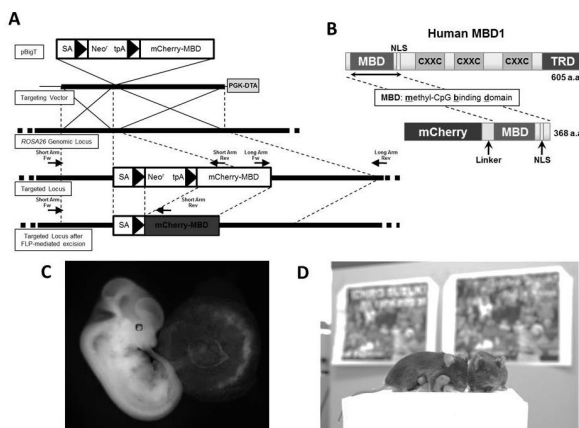 A
pBigT
SA Neoʳ tpA mCherry-MBD
Targeting Vector
PGK-DTA
ROSA26 Genomic Locus
Short Arm Fw
Short Arm Rev
Long Arm Fw
Long Arm Rev
Targeted Locus
SA Neoʳ tpA mCherry-MBD
Short Arm Fw
Short Arm Rev
Targeted Locus after FLP-mediated excision
SA mCherry-MBD
B
Human MBD1
NLS
MBD CXXC CXXC CXXC TRD
605 a.a
MBD: methyl-CpG binding domain
mCherry MBD
368 a.a
Linker
NLS
C
D